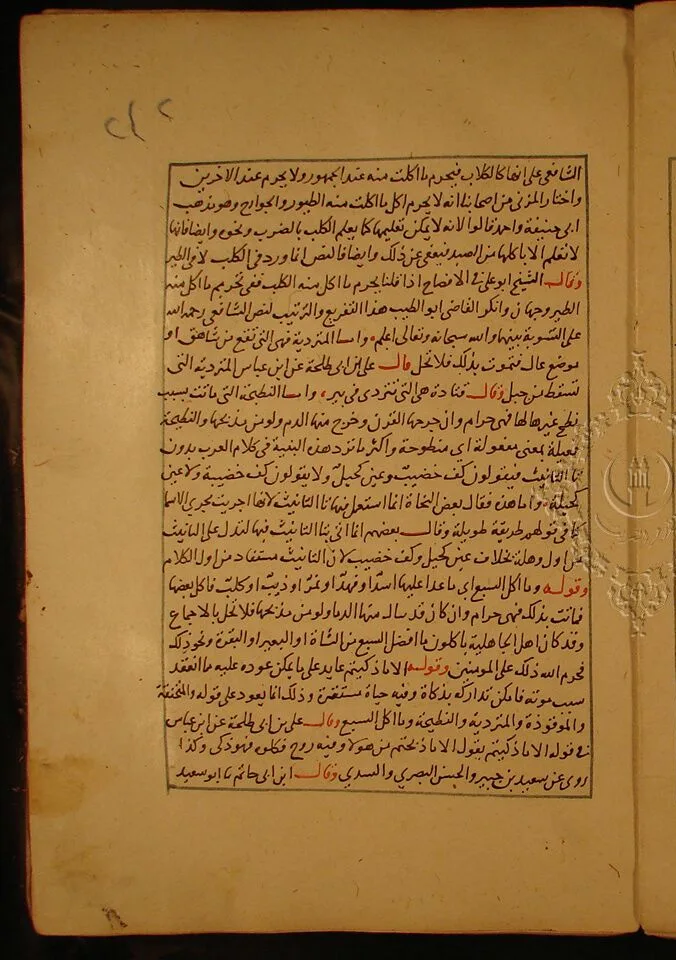 ٢٤٢
الشافعي على انها كالكلاب فيحرم ما اكلت منه عند الجمهور ولا يحرم عند الاخرين
واختار المزني من اصحابنا انه لا يحرم اكل ما اكلت منه الطيور والجوارح وهو مذهب
ابي حنيفة واحمد قالوا لانه لا يمكن تعليمها كما يعلم الكلب بالضرب ونحوه وايضا فانها
لا تعلم الا باكلها من الصيد فيعفى عن ذلك وايضا فالنص انما ورد في الكلب لا في الطير
وقال الشيخ ابو علي في الافصاح اذا قلنا يحرم ما اكل منه الكلب ففي تحريم ما اكل منه
الطير وجهان وانكر القاضي ابو الطيب هذا التفريع والترتيب لنص الشافعي رحمه الله
على التسوية بينهما والله سبحانه وتعالى اعلم واما المتردية فهي التي تقع من شاهق او
موضع عال فتموت بذلك فلا تحل قال علي بن ابي طلحة عن ابن عباس المتردية التي
تسقط من جبل وقال قتادة هي التي تتردى في بير واما النطيحة التي ماتت بسبب
نطح غيرها لها فهي حرام وان جرحها القرن وخرج منها الدم ولو من مذبحها والنطيحة
فعيلة بمعنى مفعولة اي منطوحة واكثر ما ترد هذه البنية في كلام العرب بدون
تا التانيث فيقولون كف خضيب وعين كحيل ولا يقولون كف خضيبة ولا عين
كحيلة واما هذه فقال بعض النحاة انما استعمل فيها تا التانيث لانها اجريت مجرى الاسما
كما في قولهم طريقة طويلة وقال بعضهم انما اتي بتا التانيث فيها لتدل على التانيث
من اول وهلة بخلاف عين كحيل وكف خضيب لان التانيث مستفاد من اول الكلام
وقوله وما اكل السبع اي ما عدا عليها اسد او فهد او نمر او ذيب او كلب فاكل بعضها
فماتت بذلك فهي حرام وان كان قد سال منها الدم ولو من مذبحها فلا تحل بالاجماع
وقد كان اهل الجاهلية ياكلون ما افضل السبع من الشاة او البعير او البقرة ونحو ذلك
فحرم الله ذلك على المومنين وقوله الا ما ذكيتم عايد على ما يمكن عوده عليه مما انعقد
سبب موته فامكن تداركه بذكاة وفيه حياة مستقرة وذلك انما يعود على قوله والمنخنقة
والموقوذة والمتردية والنطيحة وما اكل السبع وقال علي بن ابي طلحة عن ابن عباس
في قوله الا ما ذكيتم يقول الا ما ذبحتم من هولا وفيه روح فكلوه فهو ذكي وكذا
روى عن سعيد بن جبير والحسن البصري والسدي وقال ابن ابي حاتم نا ابو سعيد